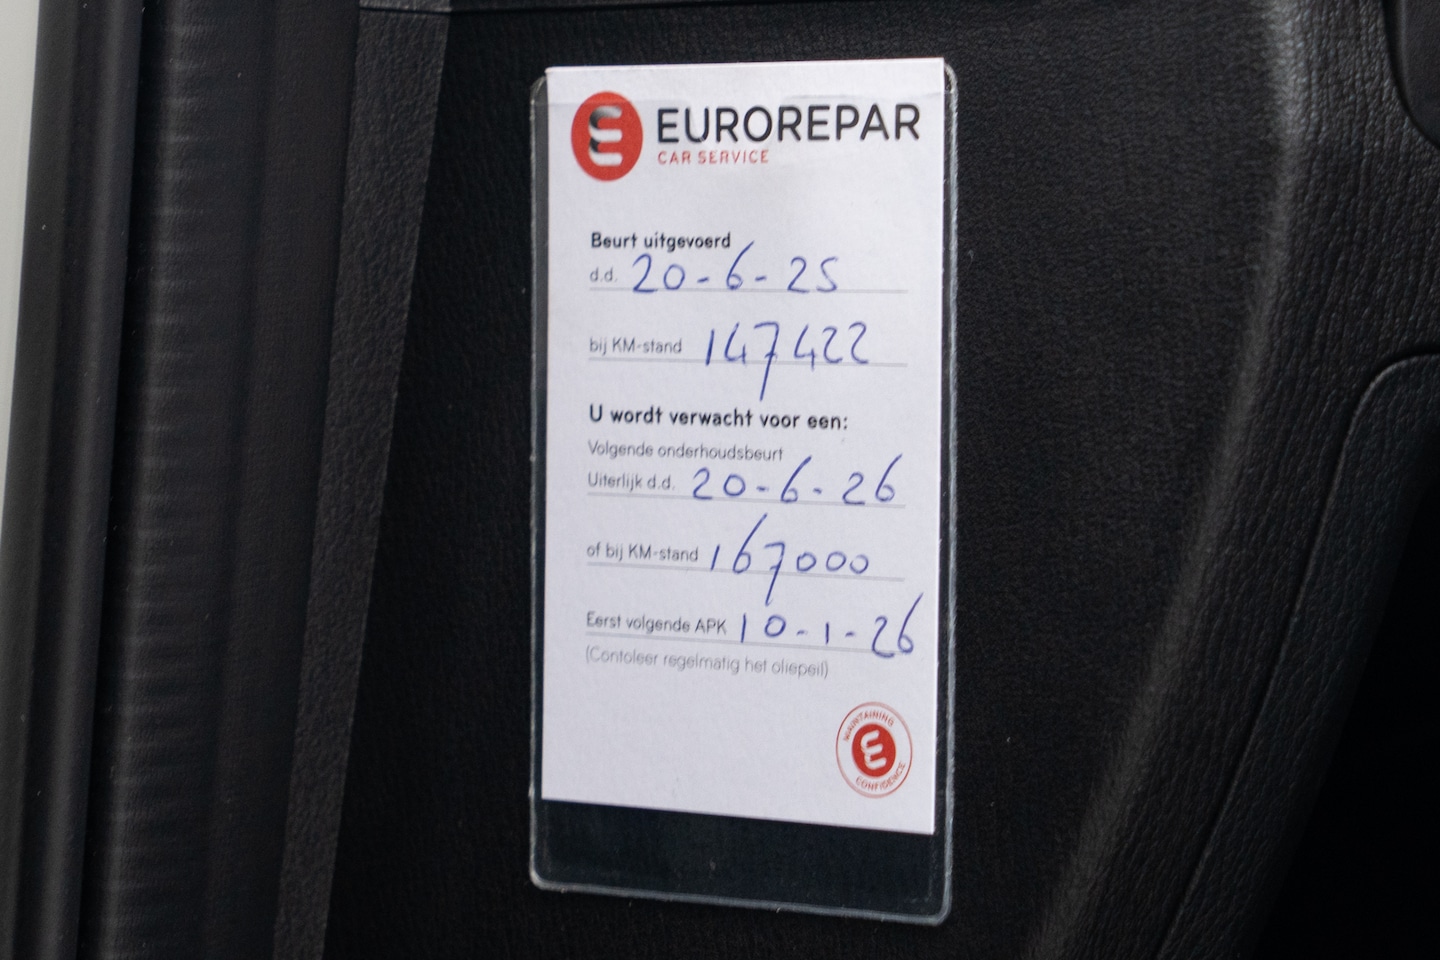 EUROREPAR
CAR SERVICE
Beurt uitgevoerd
d.d. 20-6-25
bij KM-stand 147422
U wordt verwacht voor een:
Volgende onderhoudsbeurt
Uiterlijk d.d. 20-6-26
of bij KM-stand 167000
Eerst volgende APK 10-1-26
(Contoleer regelmatig het oliepeil)
MAINTAINING
CONFIDENCE